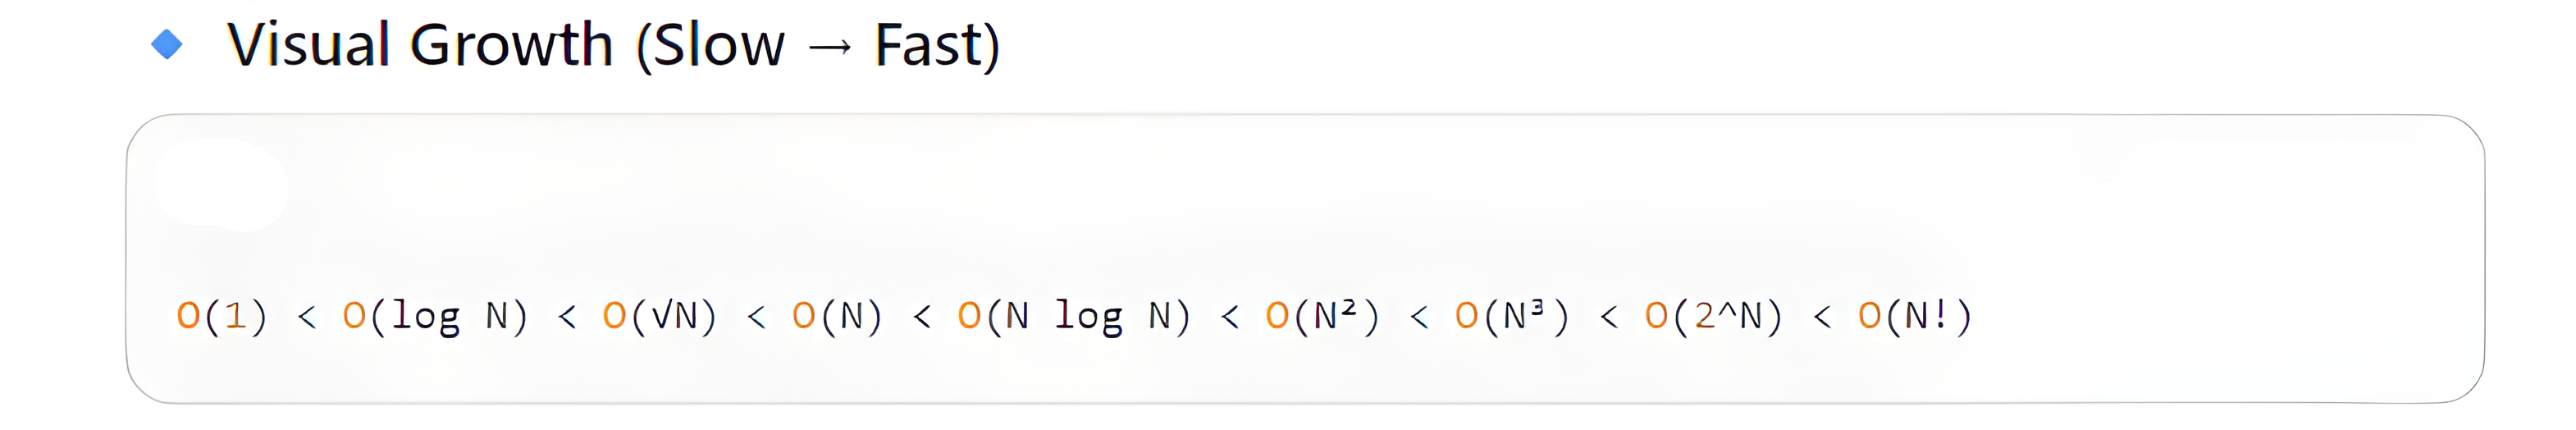 Visual Growth (Slow → Fast)
O(1) < O(log N) < O(√N) < O(N) < O(N log N) < O(N²) < O(N³) < O(2^N) < O(N!)